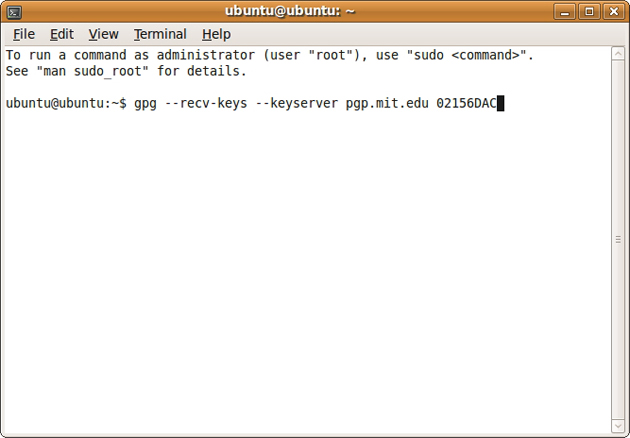 ubuntu@ubuntu: ~
File Edit View Terminal Help
To run a command as administrator (user "root"), use "sudo <command>".
See "man sudo_root" for details.
ubuntu@ubuntu:~$ gpg --recv-keys --keyserver pgp.mit.edu 02156DAC